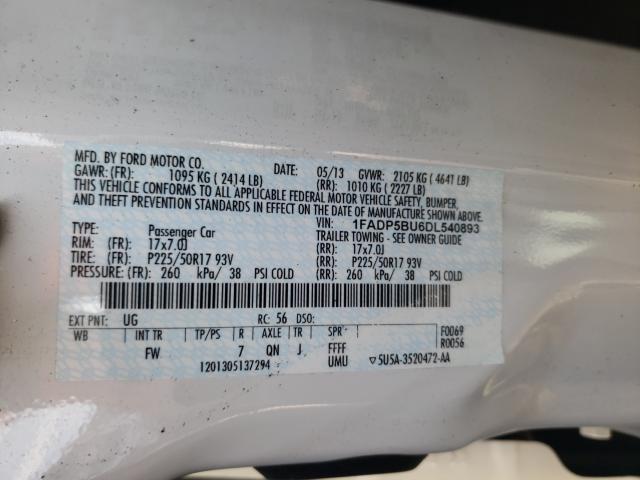 MFD. BY FORD MOTOR CO. DATE: 05/13 GVWR: 2105 KG ( 4641 LB)
GAWR: (FR): 1095 KG ( 2414 LB) (RR): 1010 KG ( 2227 LB)
THIS VEHICLE CONFORMS TO ALL APPLICABLE FEDERAL MOTOR VEHICLE SAFETY, BUMPER,
AND THEFT PREVENTION STANDARDS IN EFFECT ON THE DATE OF MANUFACTURE SHOWN ABOVE.
VIN: 1FADP5BU6DL540893
TYPE: Passenger Car TRAILER TOWING - SEE OWNER GUIDE
RIM: (FR): 17x7.0J (RR): 17x7.0J
TIRE: (FR): P225/50R17 93V (RR): P225/50R17 93V
PRESSURE: (FR): 260 kPa/ 38 PSI COLD (RR): 260 kPa/ 38 PSI COLD
EXT PNT: UG RC: 56 DSO: F0069
WB INT TR TP/PS R AXLE TR SPR R0056
FW 7 QN J FFFF
1201305137294 UMU ▽5U5A-3520472-AA